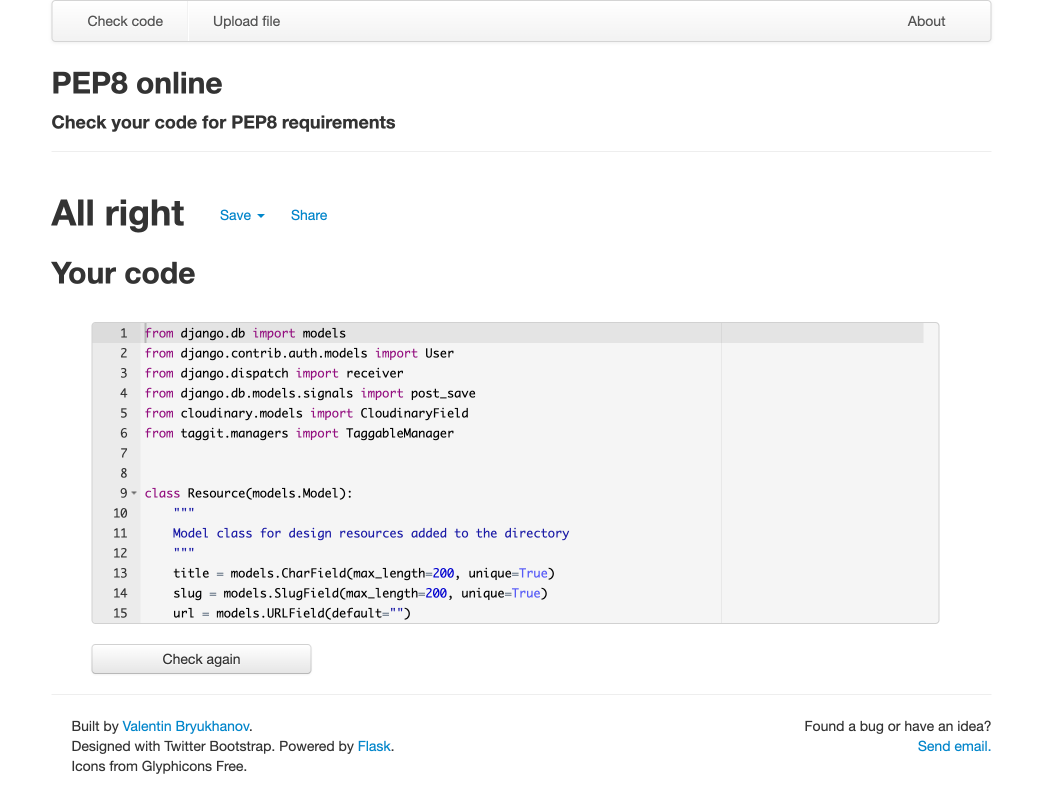 Check code Upload file About
PEP8 online
Check your code for PEP8 requirements
All right Save Share
Your code
1 from django.db import models
2 from django.contrib.auth.models import User
3 from django.dispatch import receiver
4 from django.db.models.signals import post_save
5 from cloudinary.models import CloudinaryField
6 from taggit.managers import TaggableManager
7
8
9 class Resource(models.Model):
10 """
11 Model class for design resources added to the directory
12 """
13 title = models.CharField(max_length=200, unique=True)
14 slug = models.SlugField(max_length=200, unique=True)
15 url = models.URLField(default="")
Check again
Built by Valentin Bryukhanov. Found a bug or have an idea?
Designed with Twitter Bootstrap. Powered by Flask. Send email.
Icons from Glyphicons Free.